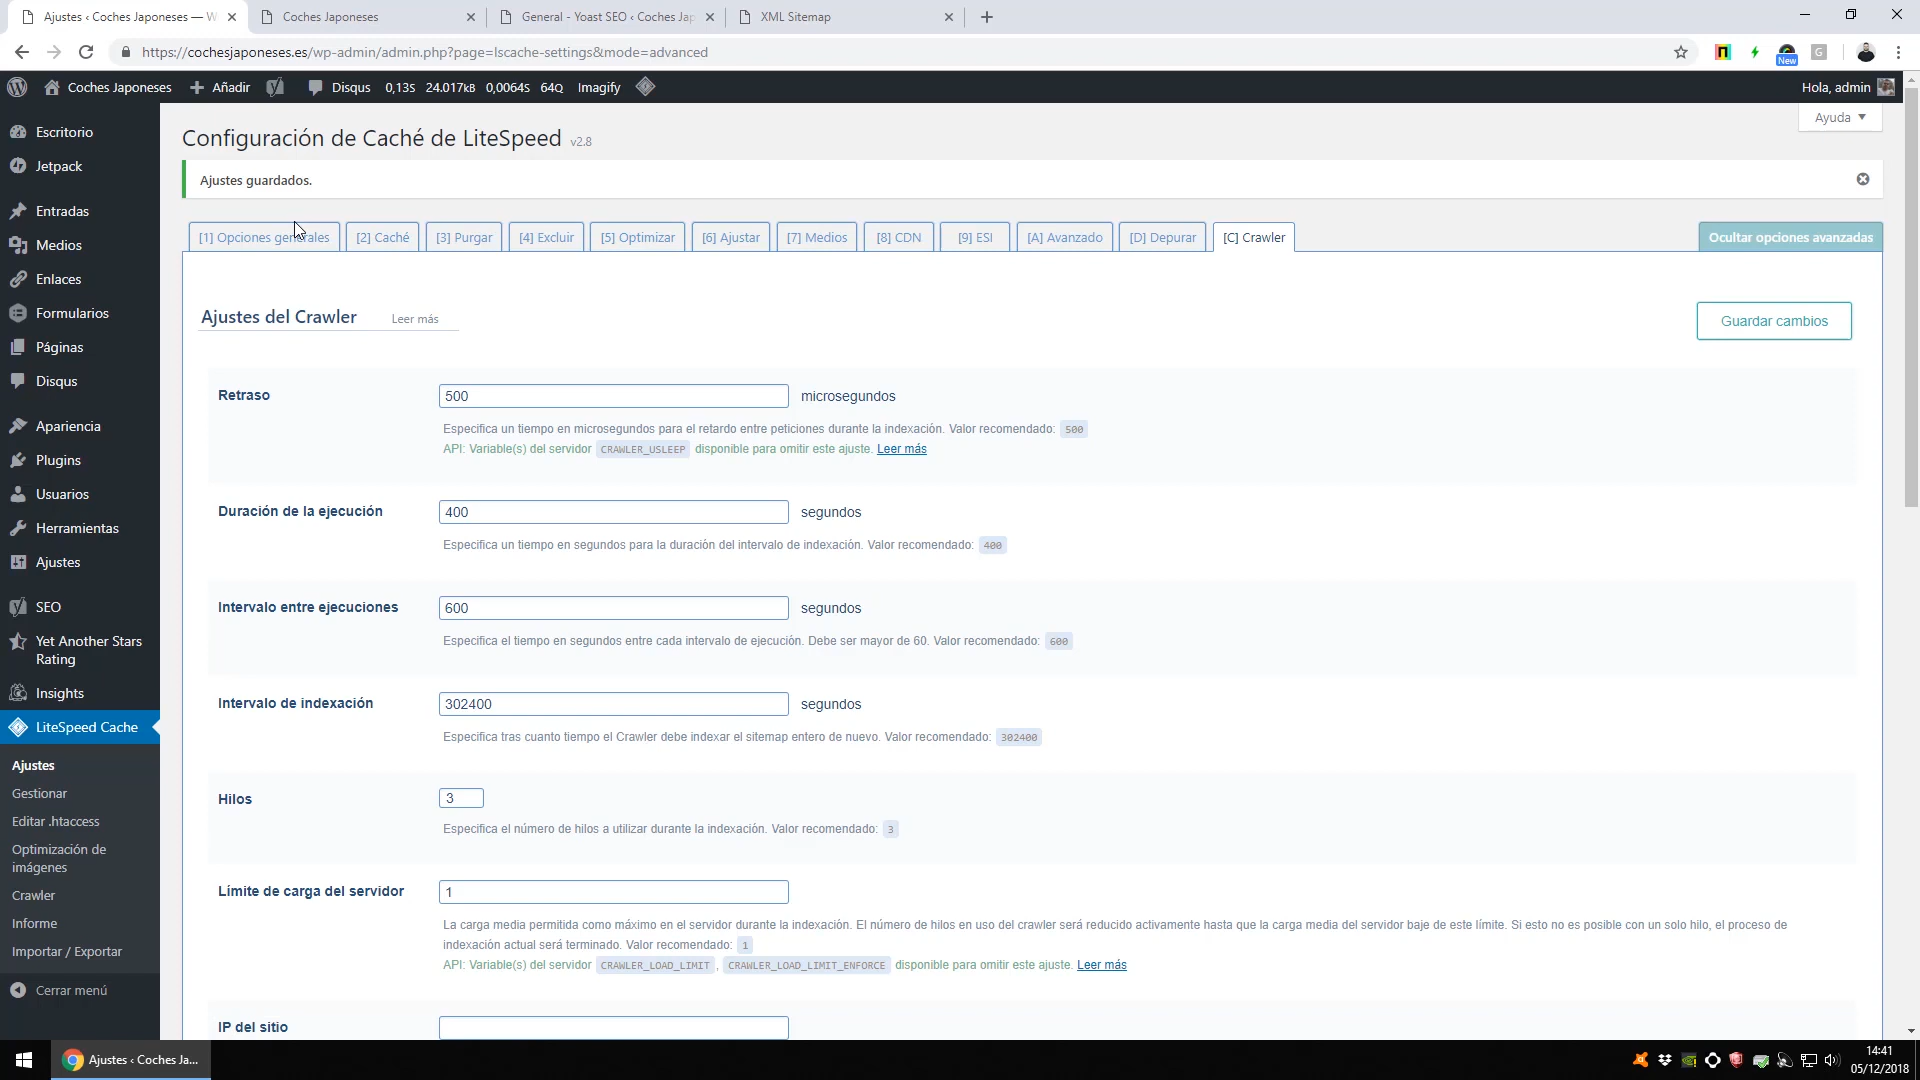 Ajustes ‹ Coches Japoneses — W
Coches Japoneses
General - Yoast SEO ‹ Coches Jap
XML Sitemap
https://cochesjaponeses.es/wp-admin/admin.php?page=lscache-settings&mode=advanced
New
G
Coches Japoneses
Añadir
Disqus
0,13S 24.017kB 0,0064S 64Q
Imagify
Hola, admin
Escritorio
Jetpack
Entradas
Medios
Enlaces
Formularios
Páginas
Disqus
Apariencia
Plugins
Usuarios
Herramientas
Ajustes
SEO
Yet Another Stars
Rating
Insights
LiteSpeed Cache
Ajustes
Gestionar
Editar .htaccess
Optimización de
imágenes
Crawler
Informe
Importar / Exportar
Cerrar menú
Ayuda
Configuración de Caché de LiteSpeed v2.8
Ajustes guardados.
[1] Opciones generales
[2] Caché
[3] Purgar
[4] Excluir
[5] Optimizar
[6] Ajustar
[7] Medios
[8] CDN
[9] ESI
[A] Avanzado
[D] Depurar
[C] Crawler
Ocultar opciones avanzadas
Ajustes del Crawler Leer más
Guardar cambios
Retraso 500 microsegundos
Especifica un tiempo en microsegundos para el retardo entre peticiones durante la indexación. Valor recomendado: 500
API: Variable(s) del servidor CRAWLER_USLEEP disponible para omitir este ajuste. Leer más
Duración de la ejecución 400 segundos
Especifica un tiempo en segundos para la duración del intervalo de indexación. Valor recomendado: 400
Intervalo entre ejecuciones 600 segundos
Especifica el tiempo en segundos entre cada intervalo de ejecución. Debe ser mayor de 60. Valor recomendado: 600
Intervalo de indexación 302400 segundos
Especifica tras cuanto tiempo el Crawler debe indexar el sitemap entero de nuevo. Valor recomendado: 302400
Hilos 3
Especifica el número de hilos a utilizar durante la indexación. Valor recomendado: 3
Límite de carga del servidor 1
La carga media permitida como máximo en el servidor durante la indexación. El número de hilos en uso del crawler será reducido activamente hasta que la carga media del servidor baje de este límite. Si esto no es posible con un solo hilo, el proceso de
indexación actual será terminado. Valor recomendado: 1
API: Variable(s) del servidor CRAWLER_LOAD_LIMIT , CRAWLER_LOAD_LIMIT_ENFORCE disponible para omitir este ajuste. Leer más
IP del sitio
Ajustes ‹ Coches Ja...
14:41
05/12/2018